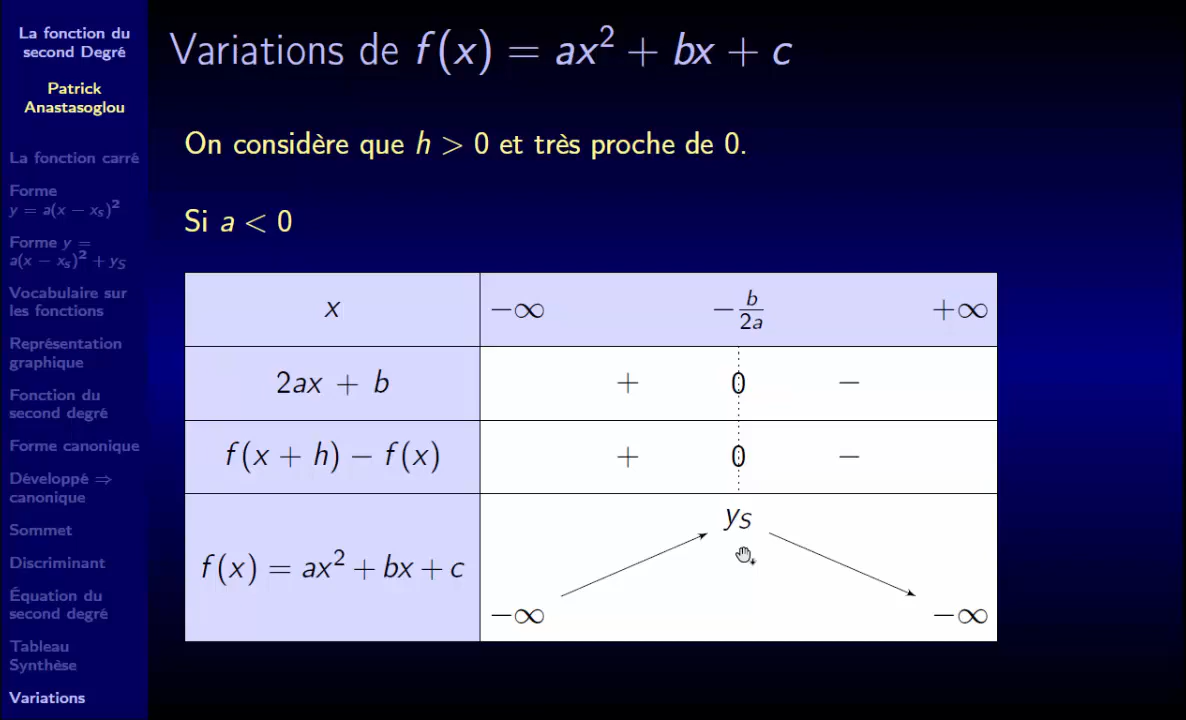 La fonction du
second Degré
Patrick
Anastasoglou
La fonction carré
Forme
y = a(x − xₛ)²
Forme y =
a(x − xₛ)² + y_S
Vocabulaire sur
les fonctions
Représentation
graphique
Fonction du
second degré
Forme canonique
Développé ⇒
canonique
Sommet
Discriminant
Équation du
second degré
Tableau
Synthèse
Variations
Variations de f(x) = ax² + bx + c
On considère que h > 0 et très proche de 0.
Si a < 0
x −∞ −b/2a +∞
2ax + b + 0 −
f(x + h) − f(x) + 0 −
y_S
f(x) = ax² + bx + c
−∞ −∞